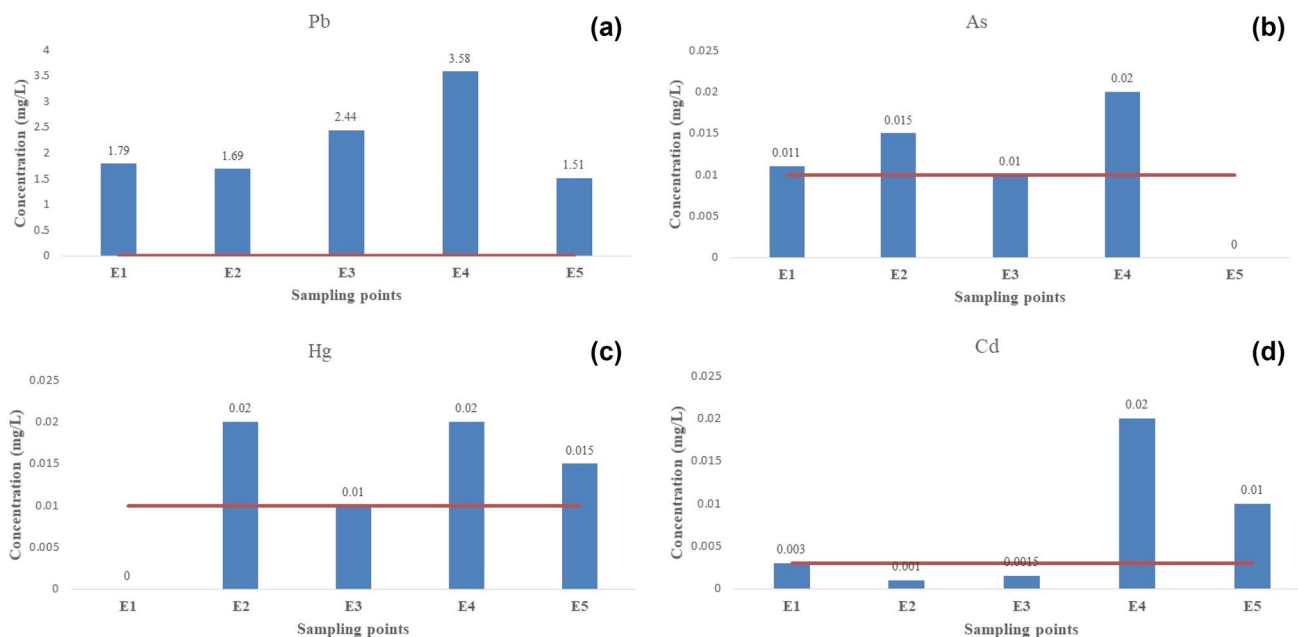 Pb (a)
Concentration (mg/L)
4
3.5
3
2.5
2
1.5
1
0.5
0
1.79
1.69
2.44
3.58
1.51
E1 E2 E3 E4 E5
Sampling points
As (b)
Concentration (mg/L)
0.025
0.02
0.015
0.01
0.005
0
0.011
0.015
0.01
0.02
0
E1 E2 E3 E4 E5
Sampling points
Hg (c)
Concentration (mg/L)
0.025
0.02
0.015
0.01
0.005
0
0
0.02
0.01
0.02
0.015
E1 E2 E3 E4 E5
Sampling points
Cd (d)
Concentration (mg/L)
0.025
0.02
0.015
0.01
0.005
0
0.003
0.001
0.0015
0.02
0.01
E1 E2 E3 E4 E5
Sampling points